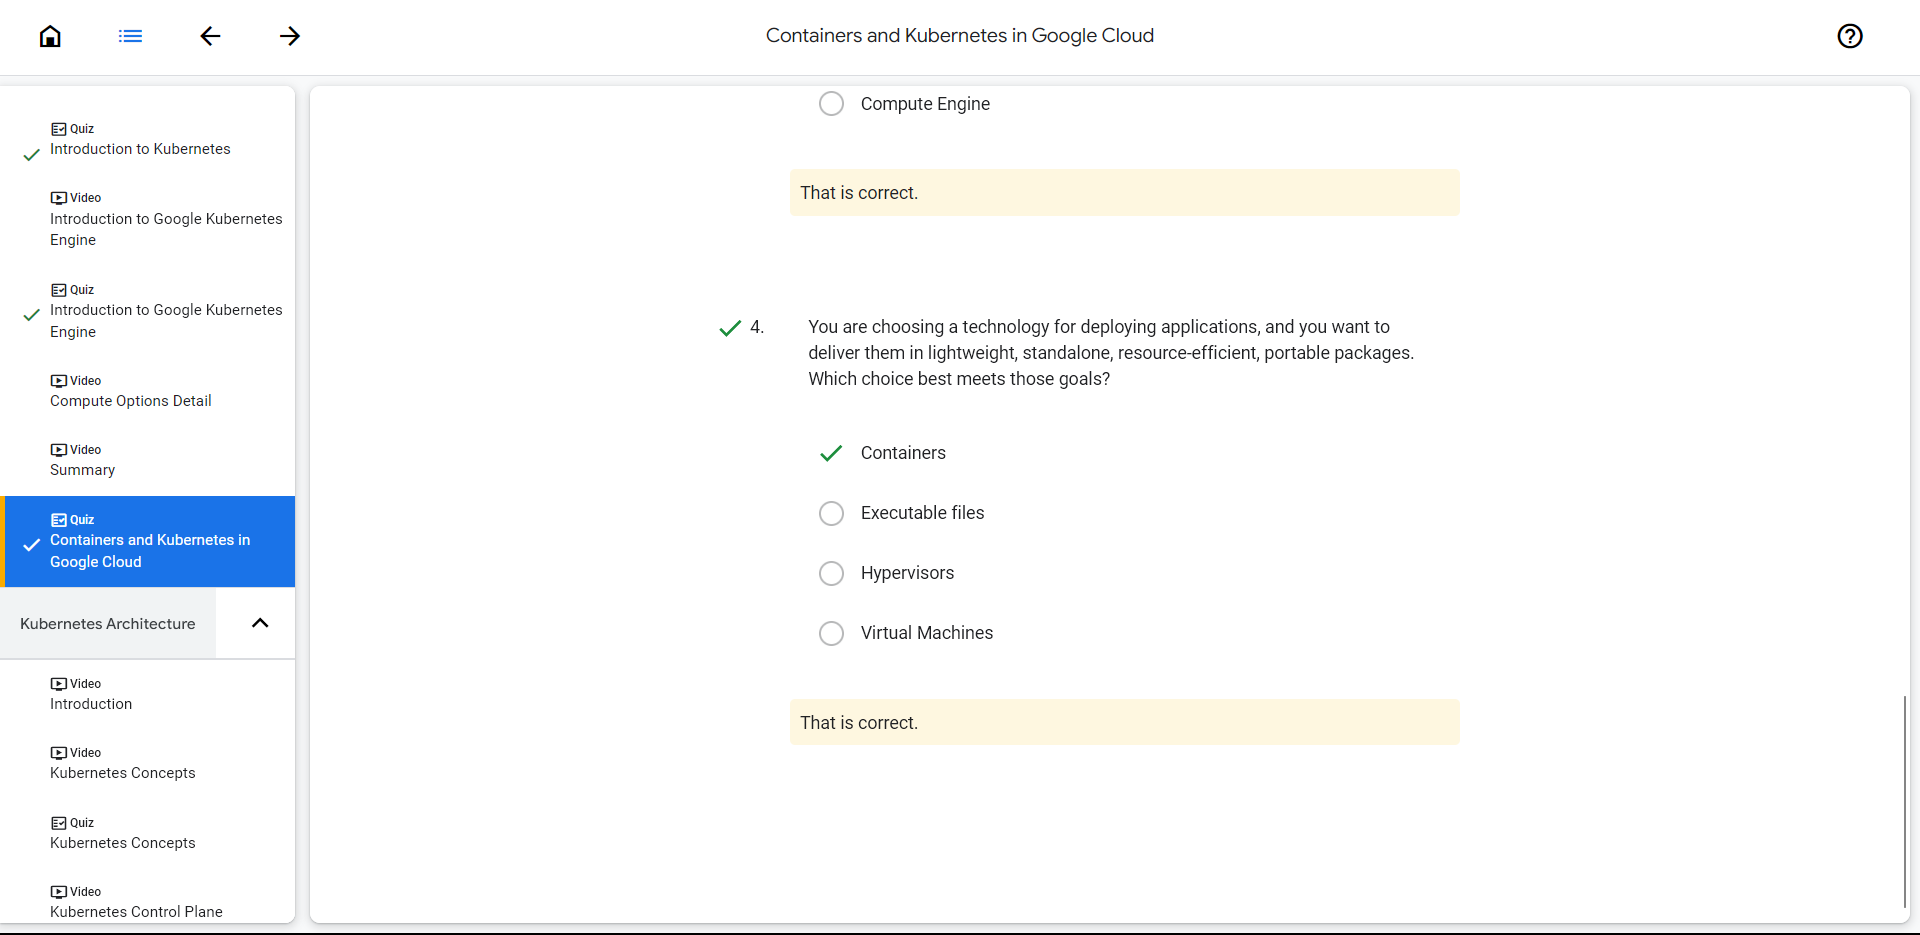 Containers and Kubernetes in Google Cloud
Quiz
Introduction to Kubernetes
Video
Introduction to Google Kubernetes
Engine
Quiz
Introduction to Google Kubernetes
Engine
Video
Compute Options Detail
Video
Summary
Quiz
Containers and Kubernetes in
Google Cloud
Kubernetes Architecture
Video
Introduction
Video
Kubernetes Concepts
Quiz
Kubernetes Concepts
Video
Kubernetes Control Plane
Compute Engine
That is correct.
4. You are choosing a technology for deploying applications, and you want to
deliver them in lightweight, standalone, resource-efficient, portable packages.
Which choice best meets those goals?
Containers
Executable files
Hypervisors
Virtual Machines
That is correct.